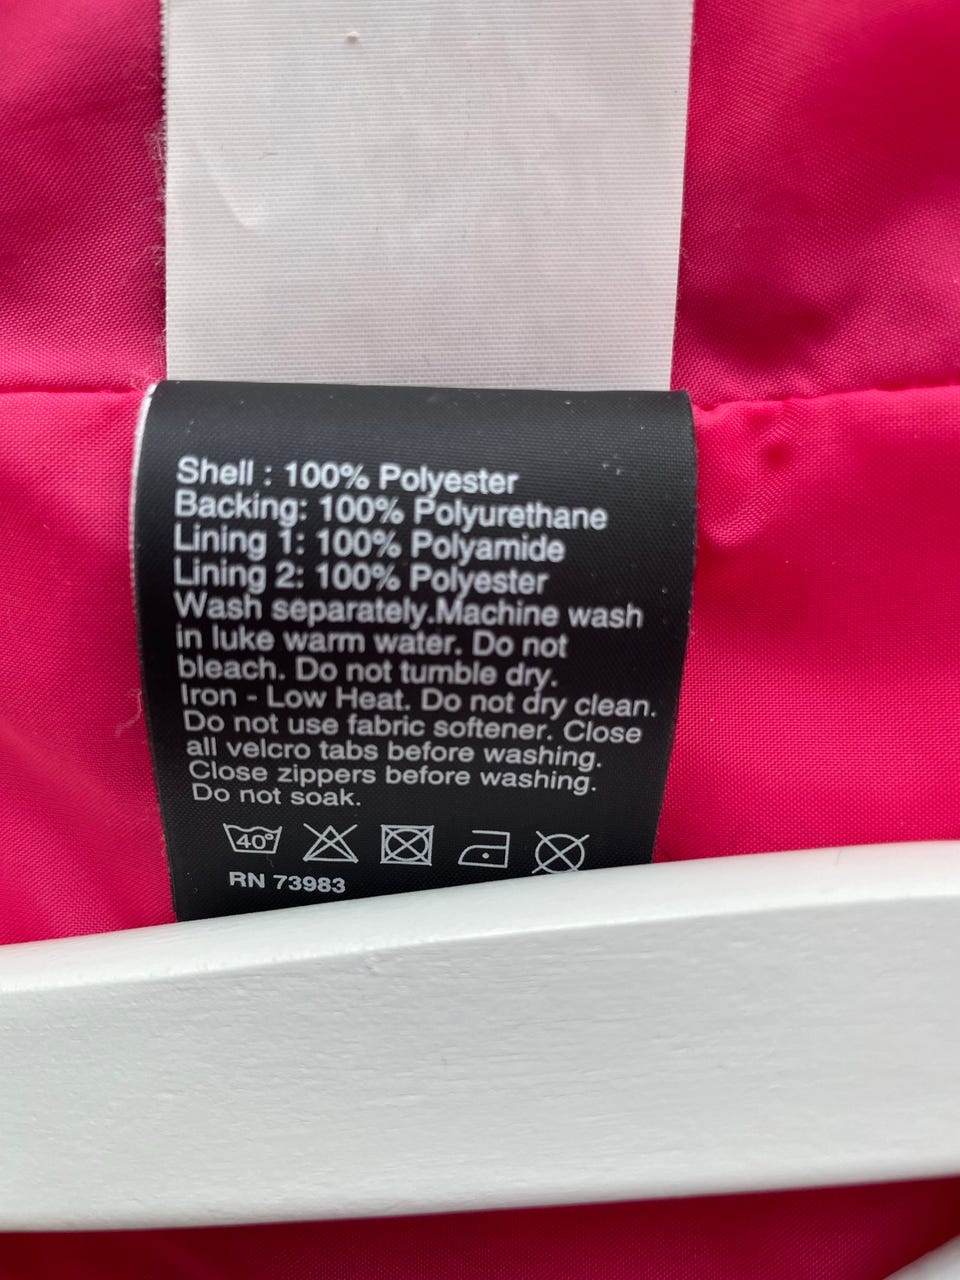 Shell : 100% Polyester
Backing: 100% Polyurethane
Lining 1: 100% Polyamide
Lining 2: 100% Polyester
Wash separately.Machine wash
in luke warm water. Do not
bleach. Do not tumble dry.
Iron - Low Heat. Do not dry clean.
Do not use fabric softener. Close
all velcro tabs before washing.
Close zippers before washing.
Do not soak.
40°
RN 73983